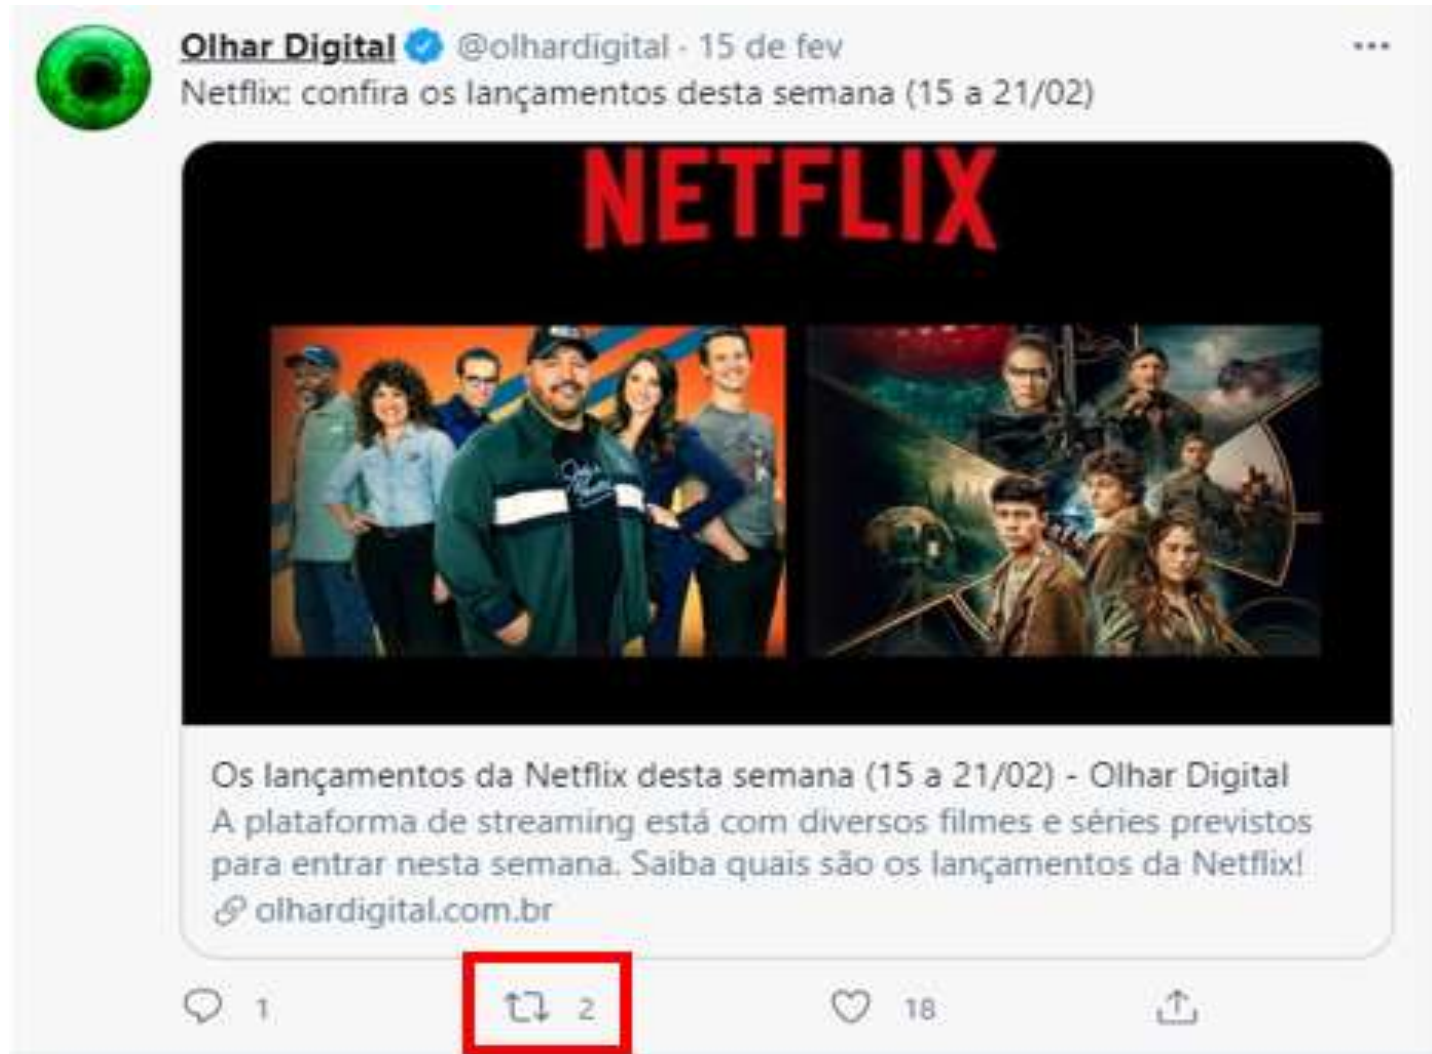 Olhar Digital @olhardigital · 15 de fev
Netflix: confira os lançamentos desta semana (15 a 21/02)
NETFLIX
Os lançamentos da Netflix desta semana (15 a 21/02) - Olhar Digital
A plataforma de streaming está com diversos filmes e séries previstos
para entrar nesta semana. Saiba quais são os lançamentos da Netflix!
olhardigital.com.br
1 2 18